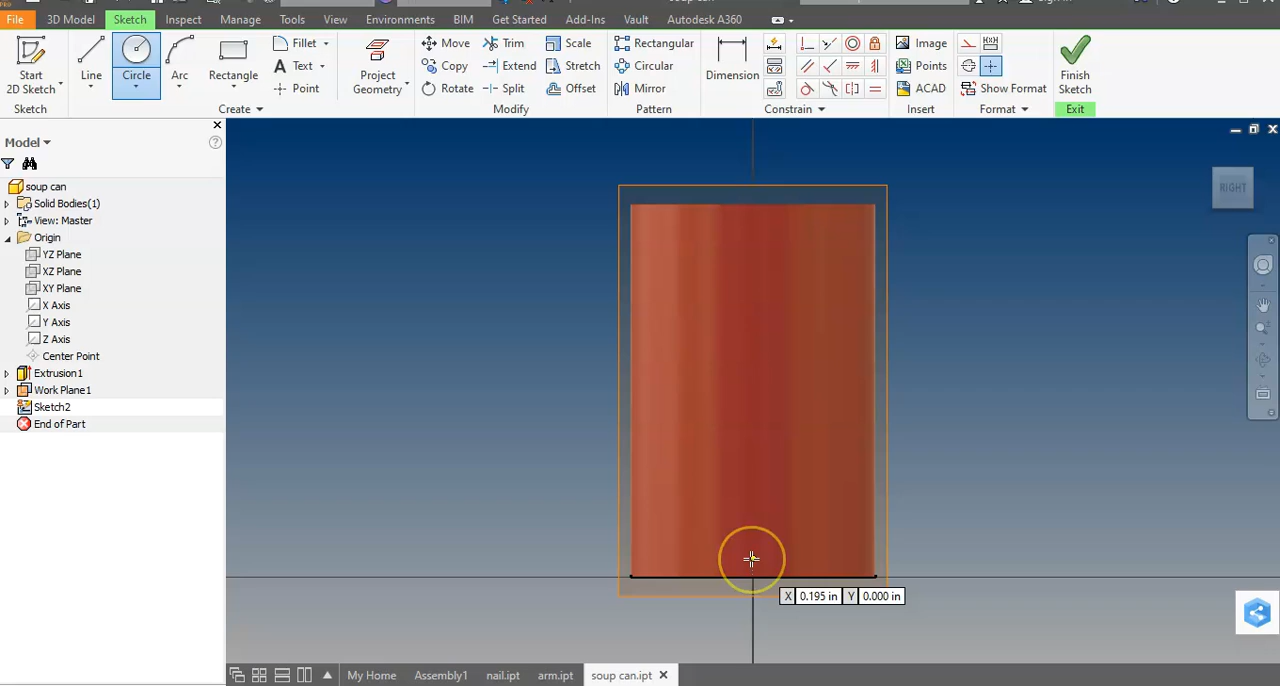 File 3D Model Sketch Inspect Manage Tools View Environments BIM Get Started Add-Ins Vault Autodesk A360
Start 2D Sketch
Line
Circle
Arc
Rectangle
Fillet
Text
Point
Project Geometry
Move
Copy
Rotate
Trim
Extend
Split
Scale
Stretch
Offset
Rectangular
Circular
Mirror
Dimension
Image
Points
ACAD
Show Format
Finish Sketch
Sketch Create Modify Pattern Constrain Insert Format Exit
Model
soup can
Solid Bodies(1)
View: Master
Origin
YZ Plane
XZ Plane
XY Plane
X Axis
Y Axis
Z Axis
Center Point
Extrusion1
Work Plane1
Sketch2
End of Part
RIGHT
X 0.195 in Y 0.000 in
My Home Assembly1 nail.ipt arm.ipt soup can.ipt